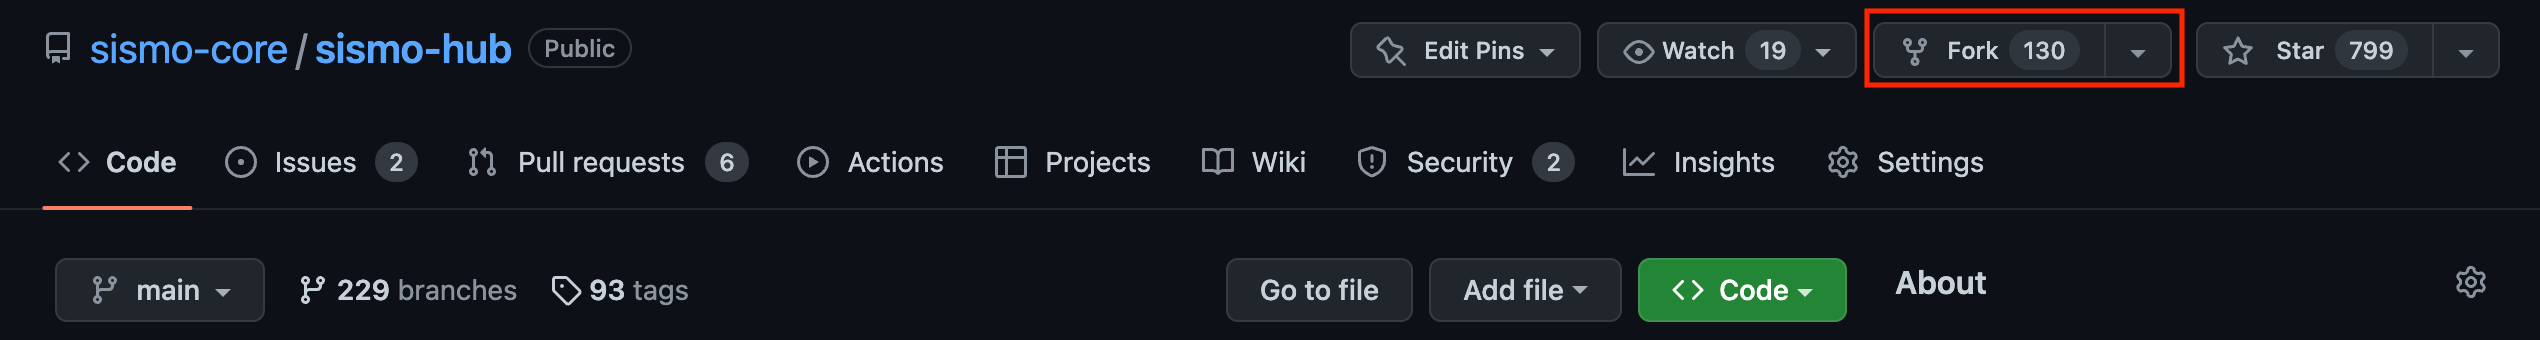 sismo-core / sismo-hub Public Edit Pins Watch 19 Fork 130 Star 799
Code Issues 2 Pull requests 6 Actions Projects Wiki Security 2 Insights Settings
main 229 branches 93 tags Go to file Add file Code About